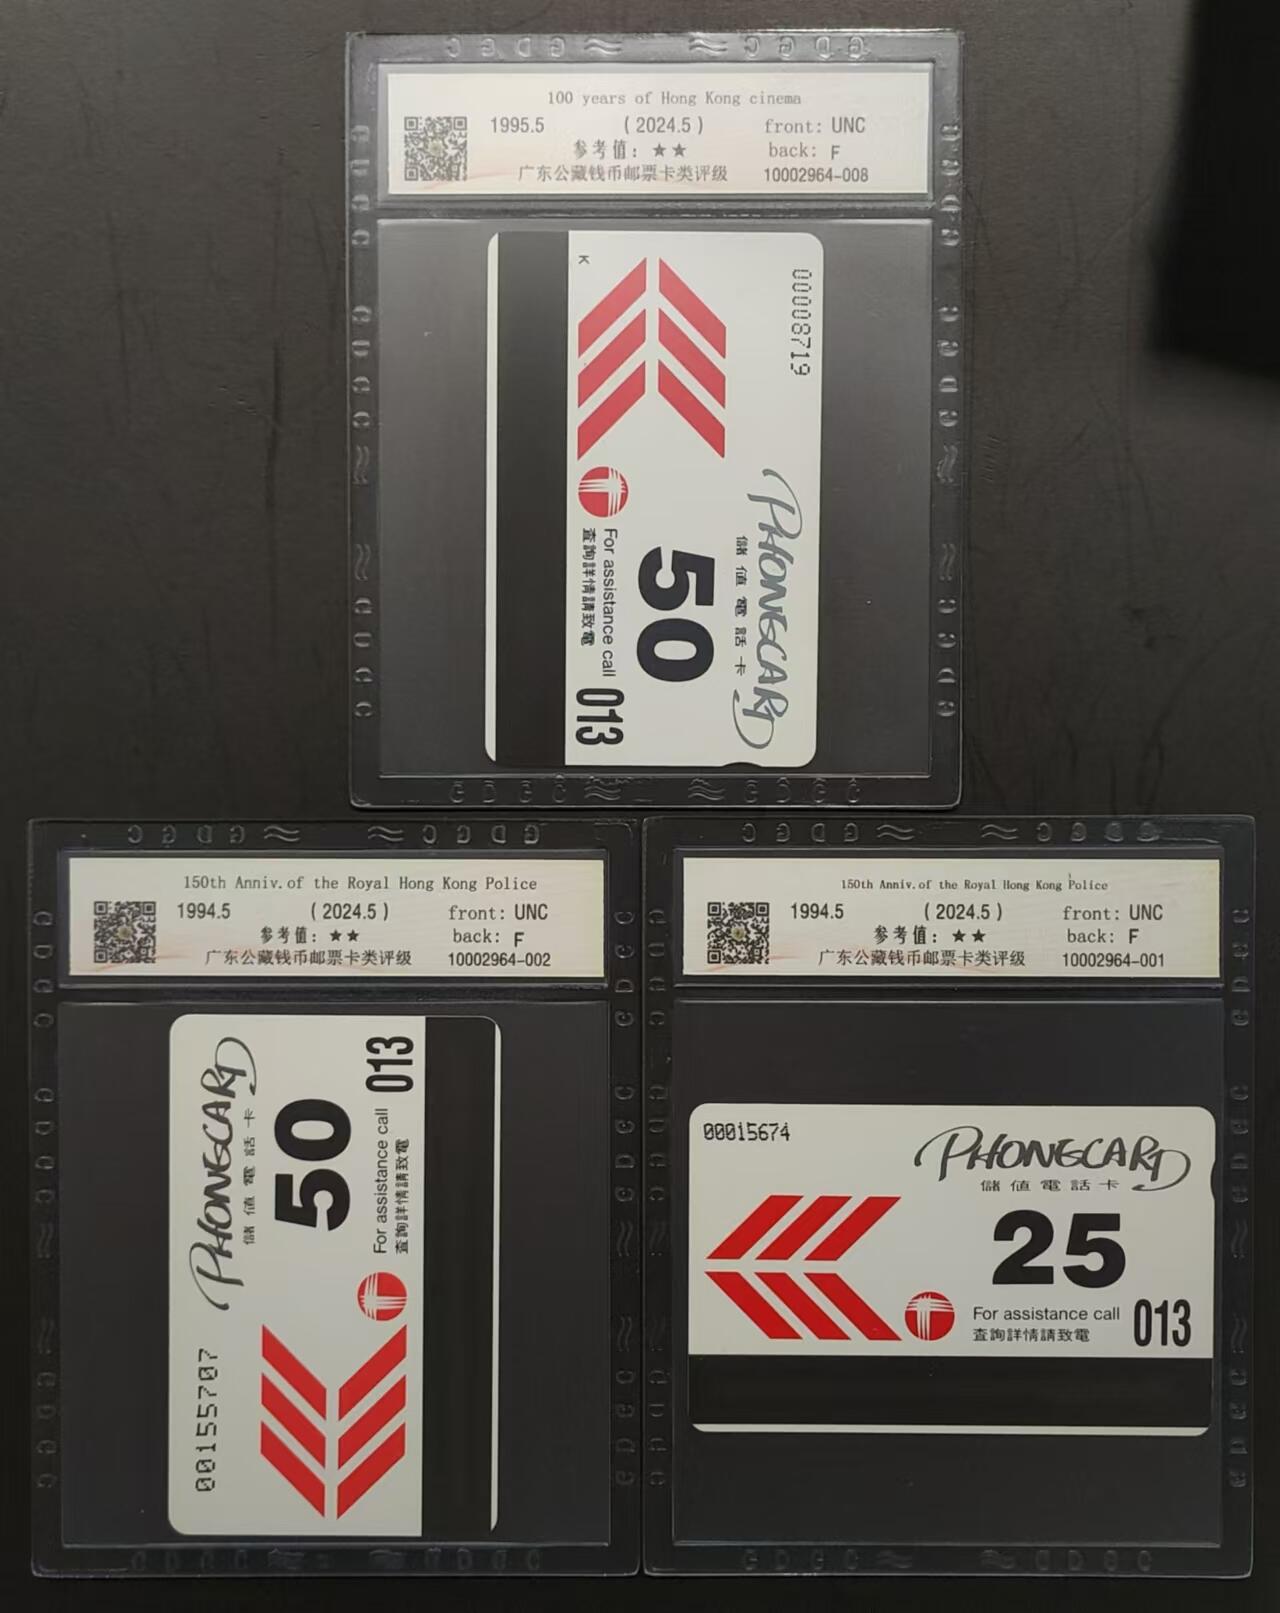 100 years of Hong Kong cinema
1995.5 (2024.5) front: UNC
参考值：★★ back: F
广东公藏钱币邮票卡类评级 10002964-008
00008719
K
PHONECARD
儲值電話卡
50
For assistance call
查詢詳情請致電
013
150th Anniv.of the Royal Hong Kong Police
1994.5 (2024.5) front: UNC
参考值：★★ back: F
广东公藏钱币邮票卡类评级 10002964-002
PHONECARD
儲值電話卡
50
For assistance call
查詢詳情請致電
013
00155707
150th Anniv.of the Royal Hong Kong Police
1994.5 (2024.5) front: UNC
参考值：★★ back: F
广东公藏钱币邮票卡类评级 10002964-001
00015674
PHONECARD
儲值電話卡
25
For assistance call
查詢詳情請致電
013